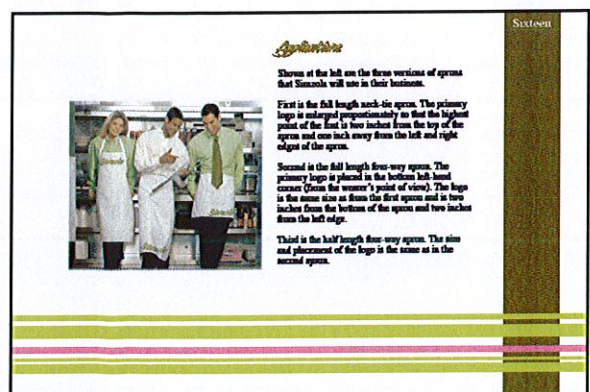 Sixteen
Applications
Shown at the left are the three versions of aprons
that Sinzola will use in their business.
First is the full length neck-tie apron. The primary
logo is enlarged proportionately so that the highest
point of the font is two inches from the top of the
apron and one inch away from the left and right
edges of the apron.
Second is the full length four-way apron. The
primary logo is placed in the bottom left-hand
corner (from the wearer's point of view). The logo
is the same size as from the first apron and is two
inches from the bottom of the apron and two inches
from the left edge.
Third is the half length four-way apron. The size
and placement of the logo is the same as in the
second apron.